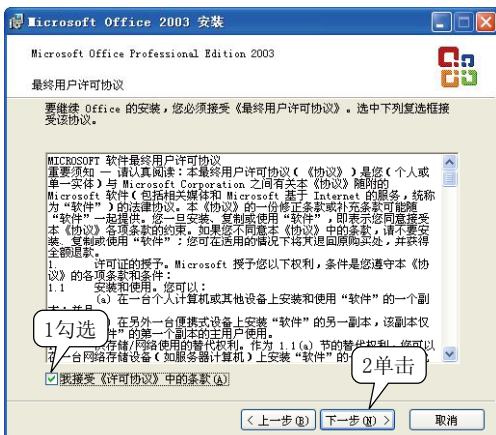 Microsoft Office 2003 安装
Microsoft Office Professional Edition 2003
最终用户许可协议
要继续 Office 的安装，您必须接受《最终用户许可协议》。选中下列复选框接
受该协议。
MICROSOFT 软件最终用户许可协议
重要须知 — 请认真阅读：本最终用户许可协议（《协议》）是您（个人或
单一实体）与 Microsoft Corporation 之间有关本《协议》随附的
Microsoft 软件（包括相关媒体和 Microsoft 基于 Internet 的服务，统称
为“软件”）的法律协议。本《协议》的一份修正条款或补充条款可能随
“软件”一起提供。您一旦安装、复制或使用“软件”，即表示您同意接受
本《协议》各项条款的约束。如果您不同意本《协议》中的条款，请不要安
装、复制或使用“软件”；您可在适用的情况下将其退回原购买处，并获得
全额退款。
1. 许可证的授予。Microsoft 授予您以下权利，条件是您遵守本《协
议》的各项条款和条件：
1.1 安装和使用。您可以：
(a) 在一台个人计算机或其他设备上安装和使用“软件”的一个副
本；并且
) 在另外一台便携式设备上安装“软件”的另一副本，该副本仅
件”的第一个副本的主用户使用。
存储/网络使用的替代权利。作为 1.1(a) 节的替代权利，您可以
一台网络存储设备（如服务器计算机）上安装“软件”的
1勾选
2单击
我接受《许可协议》中的条款(A)
< 上一步(B)
下一步(N) >
取消